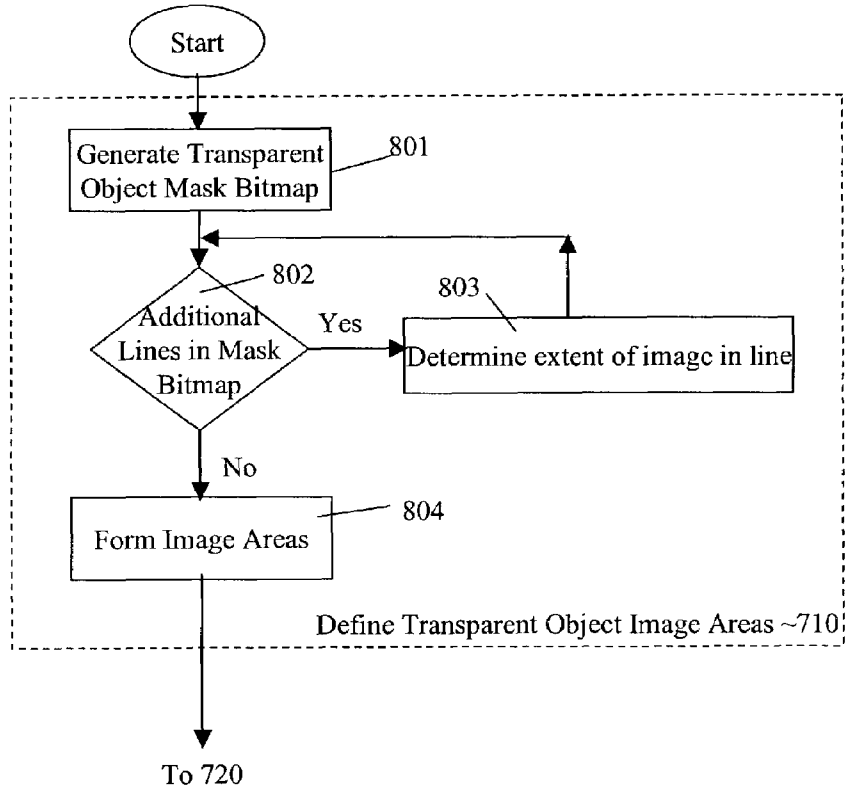 Start
Generate Transparent
Object Mask Bitmap
801
802
Additional
Lines in Mask
Bitmap
Yes
803
Determine extent of image in line
No
Form Image Areas
804
Define Transparent Object Image Areas ~710
To 720